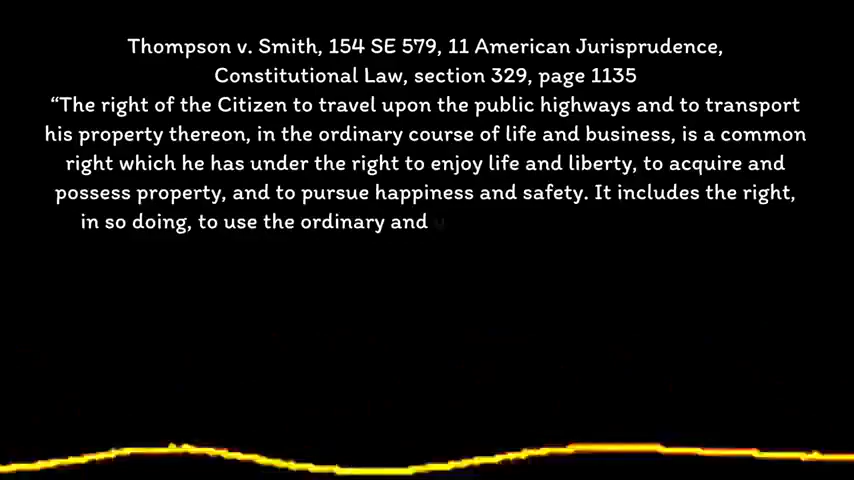 Thompson v. Smith, 154 SE 579, 11 American Jurisprudence,
Constitutional Law, section 329, page 1135
“The right of the Citizen to travel upon the public highways and to transport
his property thereon, in the ordinary course of life and business, is a common
right which he has under the right to enjoy life and liberty, to acquire and
possess property, and to pursue happiness and safety. It includes the right,
in so doing, to use the ordinary and